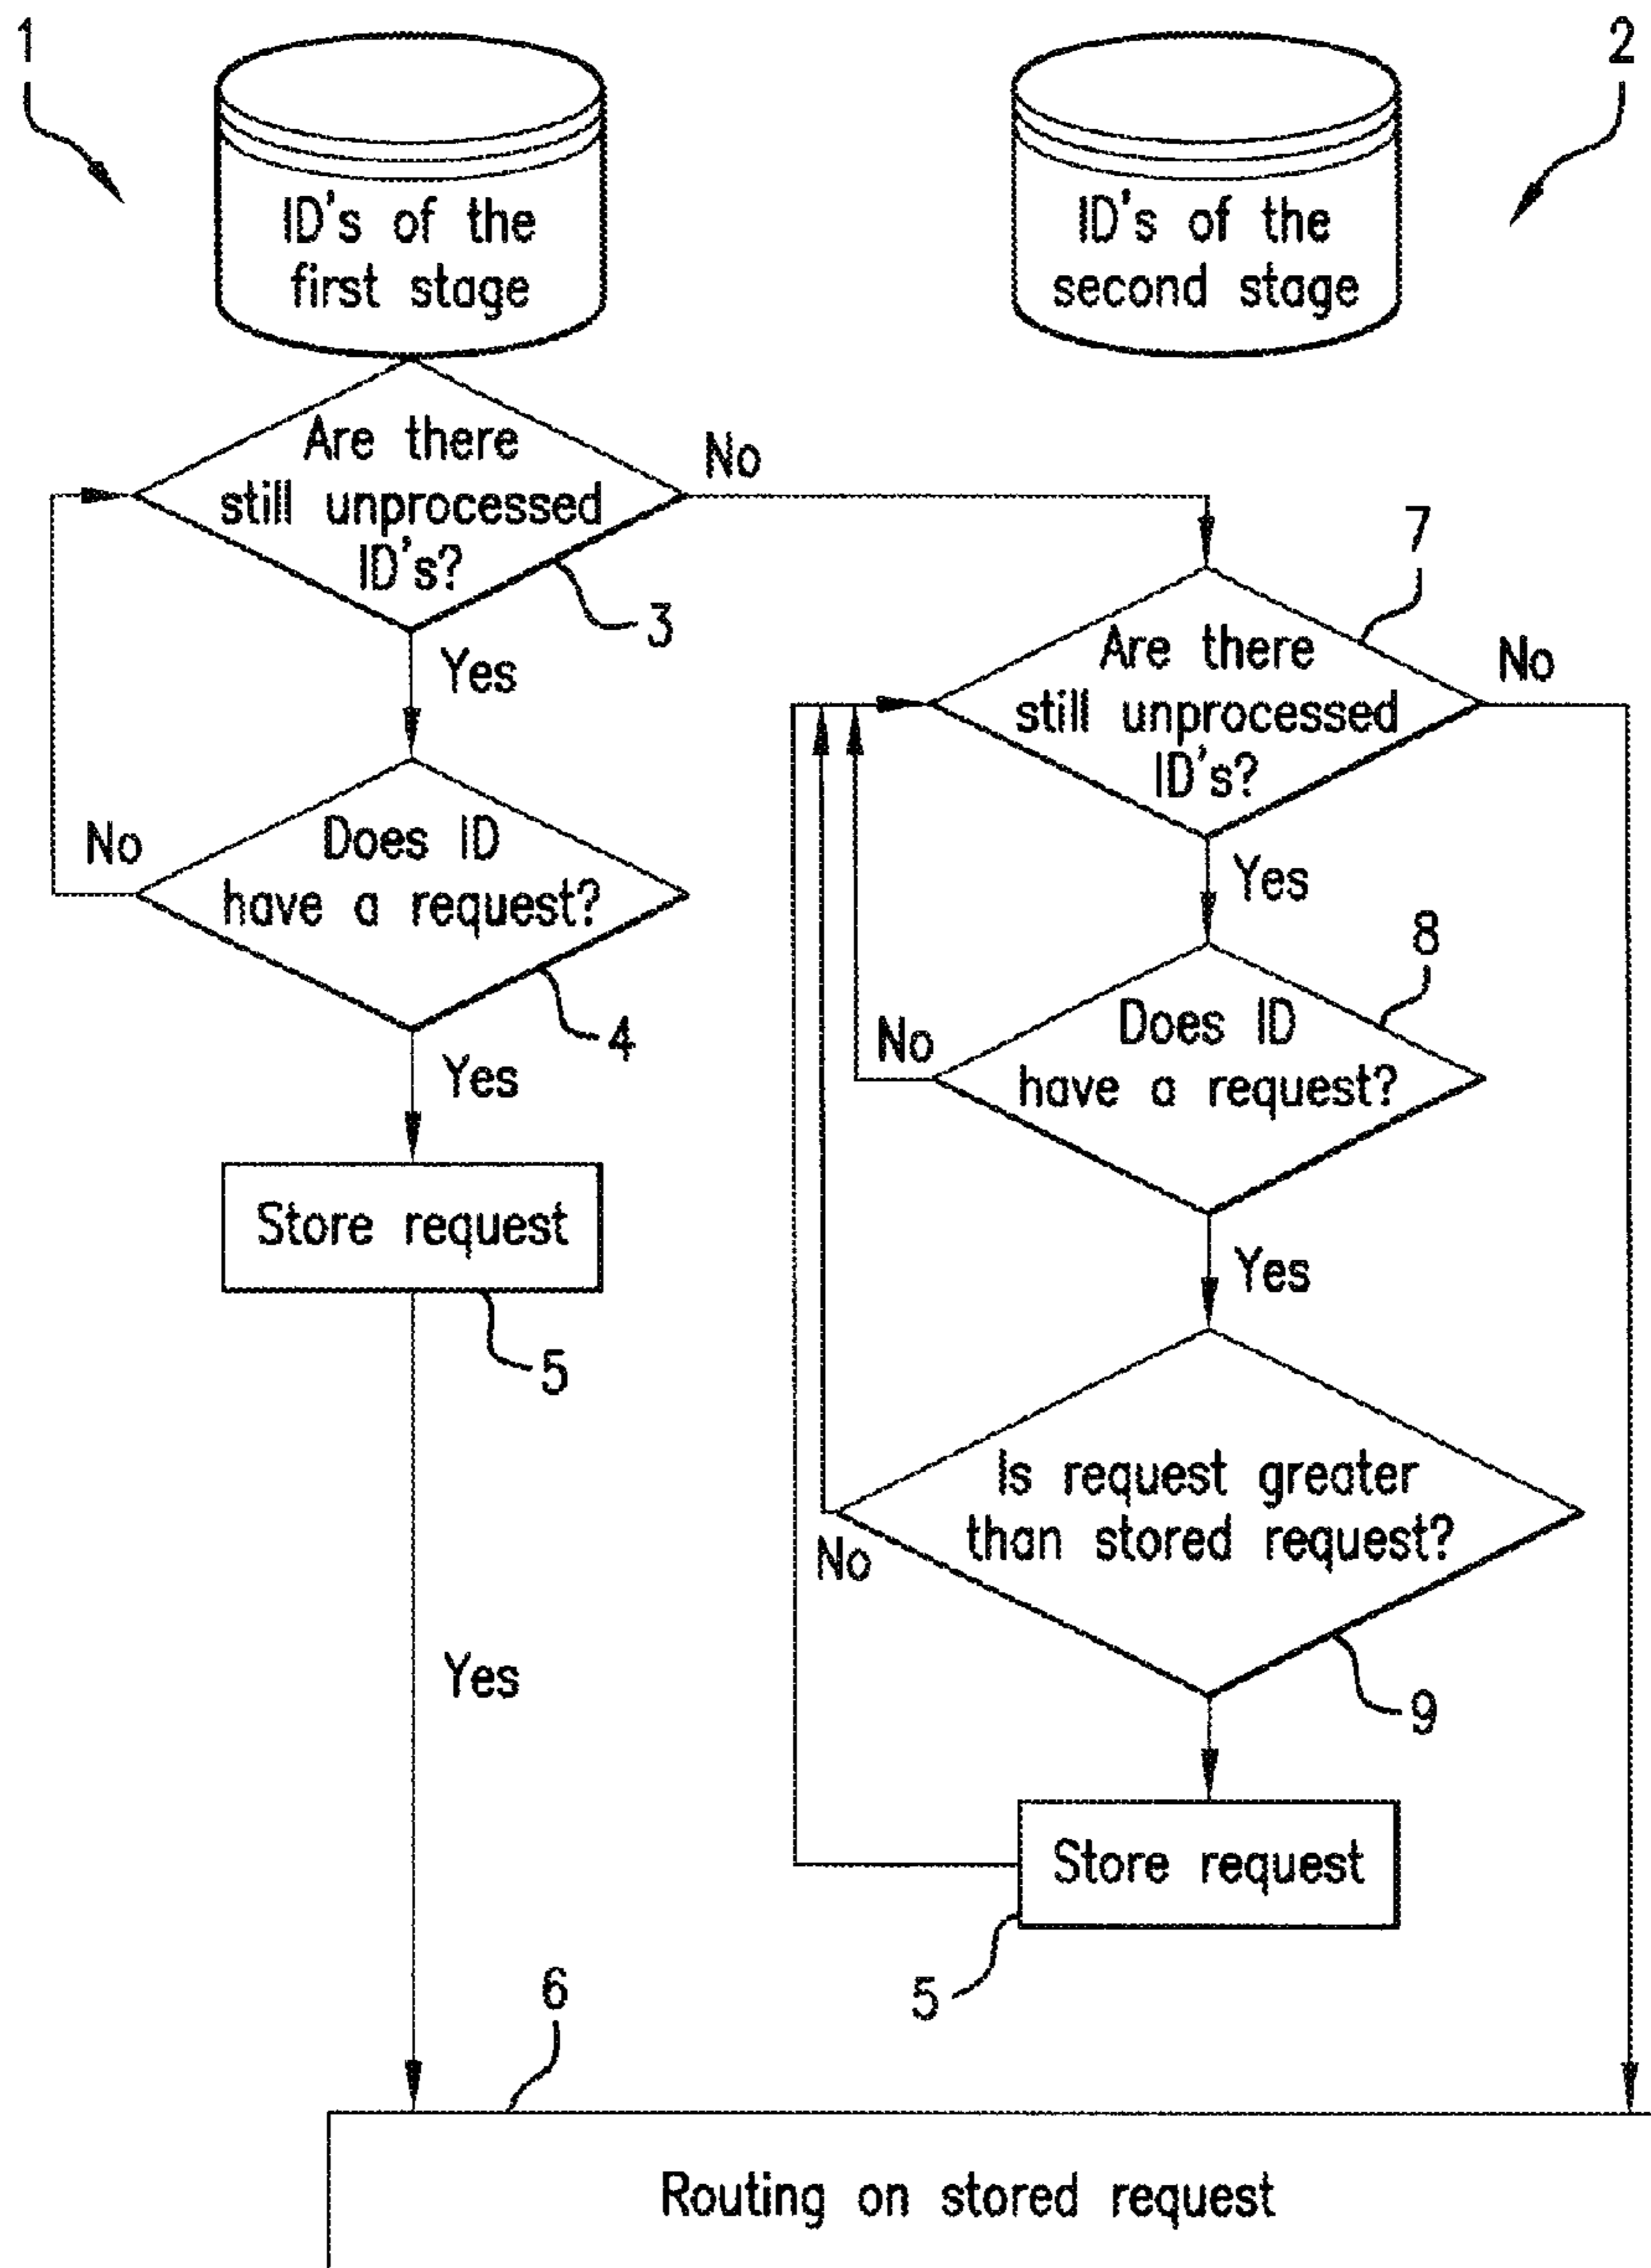 1
2
ID's of the
first stage
ID's of the
second stage
Are there
still unprocessed
ID's?
No
3
Yes
7
Are there
still unprocessed
ID's?
No
Does ID
have a request?
No
4
Yes
Yes
8
Does ID
have a request?
No
Store request
5
Yes
Is request greater
than stored request?
No
9
Yes
Store request
5
6
Routing on stored request